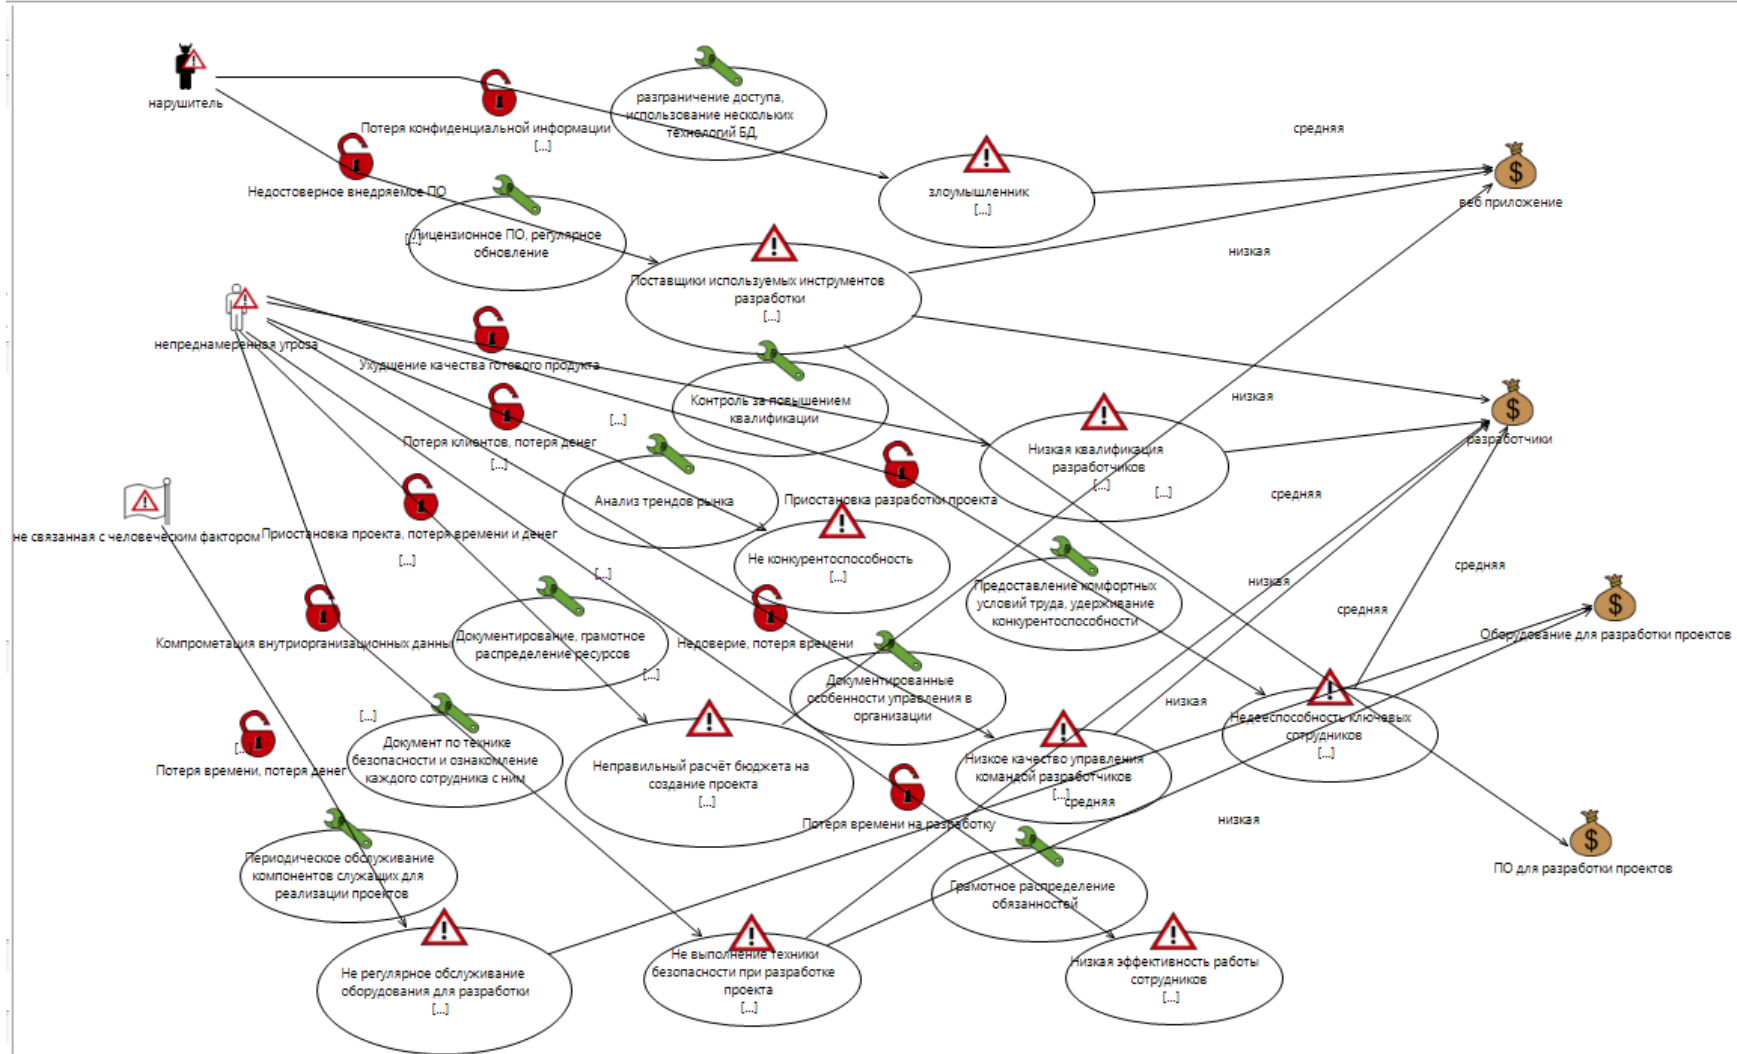 нарушитель
Потеря конфиденциальной информации
[...]
разграничение доступа,
использование нескольких
технологий БД,
средняя
Недостоверное внедряемое ПО
[...]
злоумышленник
[...]
веб приложение
Лицензионное ПО, регулярное
обновление
низкая
Поставщики используемых инструментов
разработки
[...]
непреднамеренная угроза
Ухудшение качества готового продукта
[...]
Контроль за повышением
квалификации
низкая
разработчики
Потеря клиентов, потеря денег
[...]
Низкая квалификация
разработчиков
[...]
[...]
средняя
Анализ трендов рынка
Приостановка разработки проекта
не связанная с человеческим фактором
Приостановка проекта, потеря времени и денег
[...]
Не конкурентоспособность
[...]
[...]
средняя
низкая
Предоставление комфортных
условий труда, удерживание
конкурентоспособности
средняя
Компрометация внутриорганизационных данны
Документирование, грамотное
распределение ресурсов
[...]
Недоверие, потеря времени
Оборудование для разработки проектов
Документированные
особенности управления в
организации
низкая
[...]
Недееспособность ключевых
сотрудников
[...]
[...]
Потеря времени, потеря денег
Документ по технике
безопасности и ознакомление
каждого сотрудника с ним
Неправильный расчёт бюджета на
создание проекта
[...]
Низкое качество управления
командой разработчиков
[...]
средняя
Потеря времени на разработку
низкая
Периодическое обслуживание
компонентов служащих для
реализации проектов
ПО для разработки проектов
Грамотное распределение
обязанностей
Не регулярное обслуживание
оборудования для разработки
[...]
Не выполнение техники
безопасности при разработке
проекта
[...]
Низкая эффективность работы
сотрудников
[...]